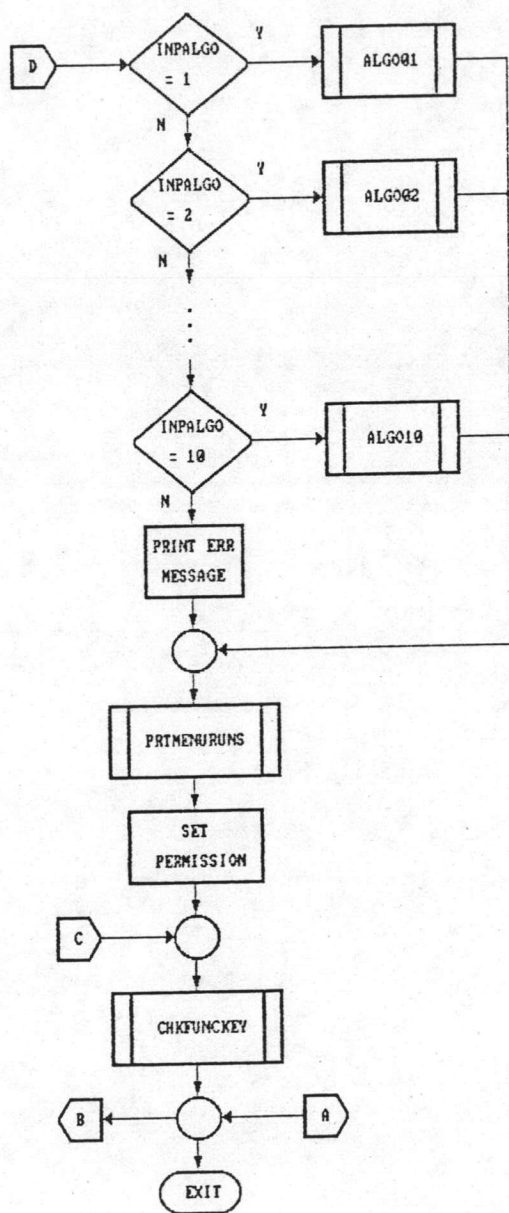 D
INPALGO
= 1
Y
ALGO01
N
INPALGO
= 2
Y
ALGO02
N
INPALGO
= 10
Y
ALGO10
N
PRINT ERR
MESSAGE
PRTMENURUNS
SET
PERMISSION
C
CHKFUNCKEY
B
A
EXIT